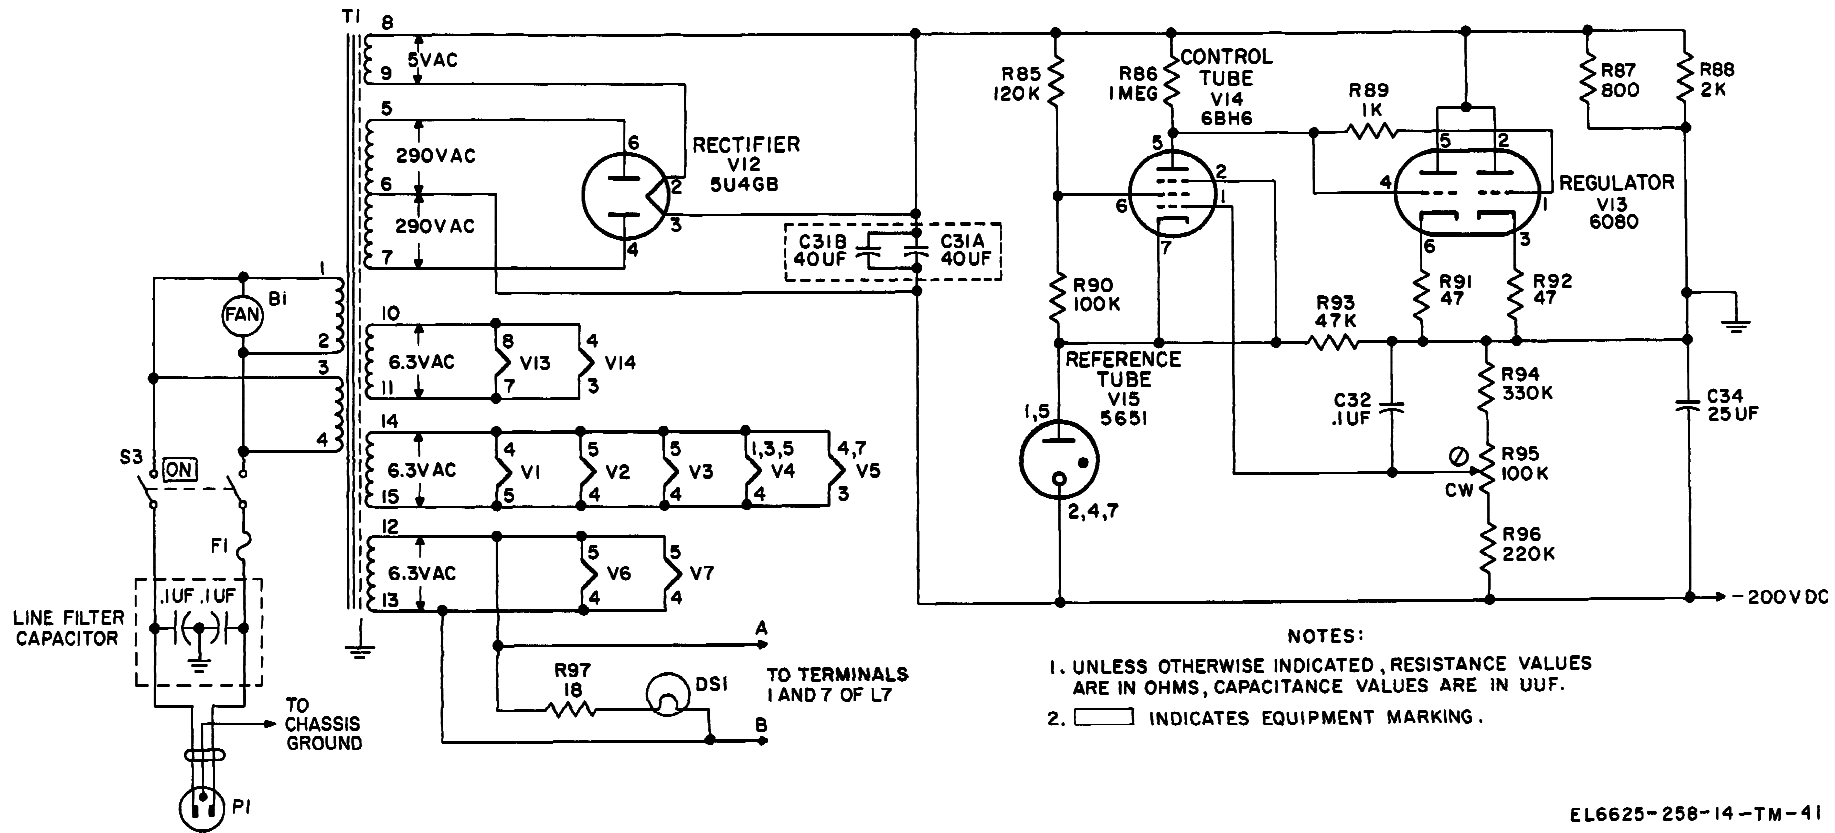 T1
8
5VAC
9
5
290VAC
6
290VAC
7
6
2
3
4
RECTIFIER
V12
5U4GB
C31B
40UF
C31A
40UF
1
B1
FAN
2
3
4
S3
ON
F1
.1UF .1UF
LINE FILTER
CAPACITOR
TO
CHASSIS
GROUND
P1
10
6.3VAC
11
8
V13
7
4
V14
3
14
6.3VAC
15
4
V1
5
5
V2
4
5
V3
4
1,3,5
V4
4
4,7
V5
3
12
6.3VAC
13
5
V6
4
5
V7
4
A
R97
18
DS1
TO TERMINALS
1 AND 7 OF L7
B
R85
120K
R86
1MEG
CONTROL
TUBE
V14
6BH6
5
2
1
6
7
R89
1K
R87
800
R88
2K
5
2
4
1
6
3
REGULATOR
V13
6080
R90
100K
R91
47
R92
47
R93
47K
REFERENCE
TUBE
V15
5651
1,5
2,4,7
C32
.1UF
R94
330K
R95
100K
CW
R96
220K
C34
25UF
-200VDC
NOTES:
1. UNLESS OTHERWISE INDICATED, RESISTANCE VALUES
ARE IN OHMS, CAPACITANCE VALUES ARE IN UUF.
2. INDICATES EQUIPMENT MARKING.
EL6625-258-14-TM-41